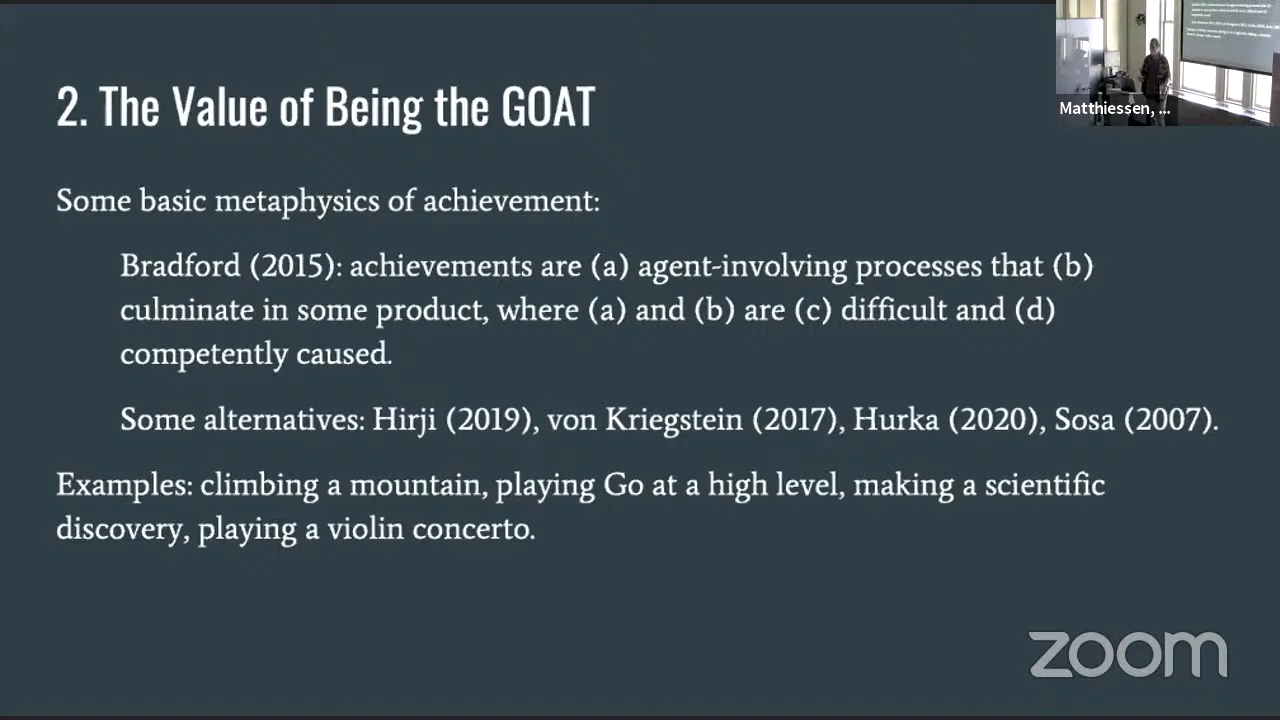 2. The Value of Being the GOAT
Matthiessen, ...
Some basic metaphysics of achievement:
Bradford (2015): achievements are (a) agent-involving processes that (b)
culminate in some product, where (a) and (b) are (c) difficult and (d)
competently caused.
Some alternatives: Hirji (2019), von Kriegstein (2017), Hurka (2020), Sosa (2007).
Examples: climbing a mountain, playing Go at a high level, making a scientific
discovery, playing a violin concerto.
zoom